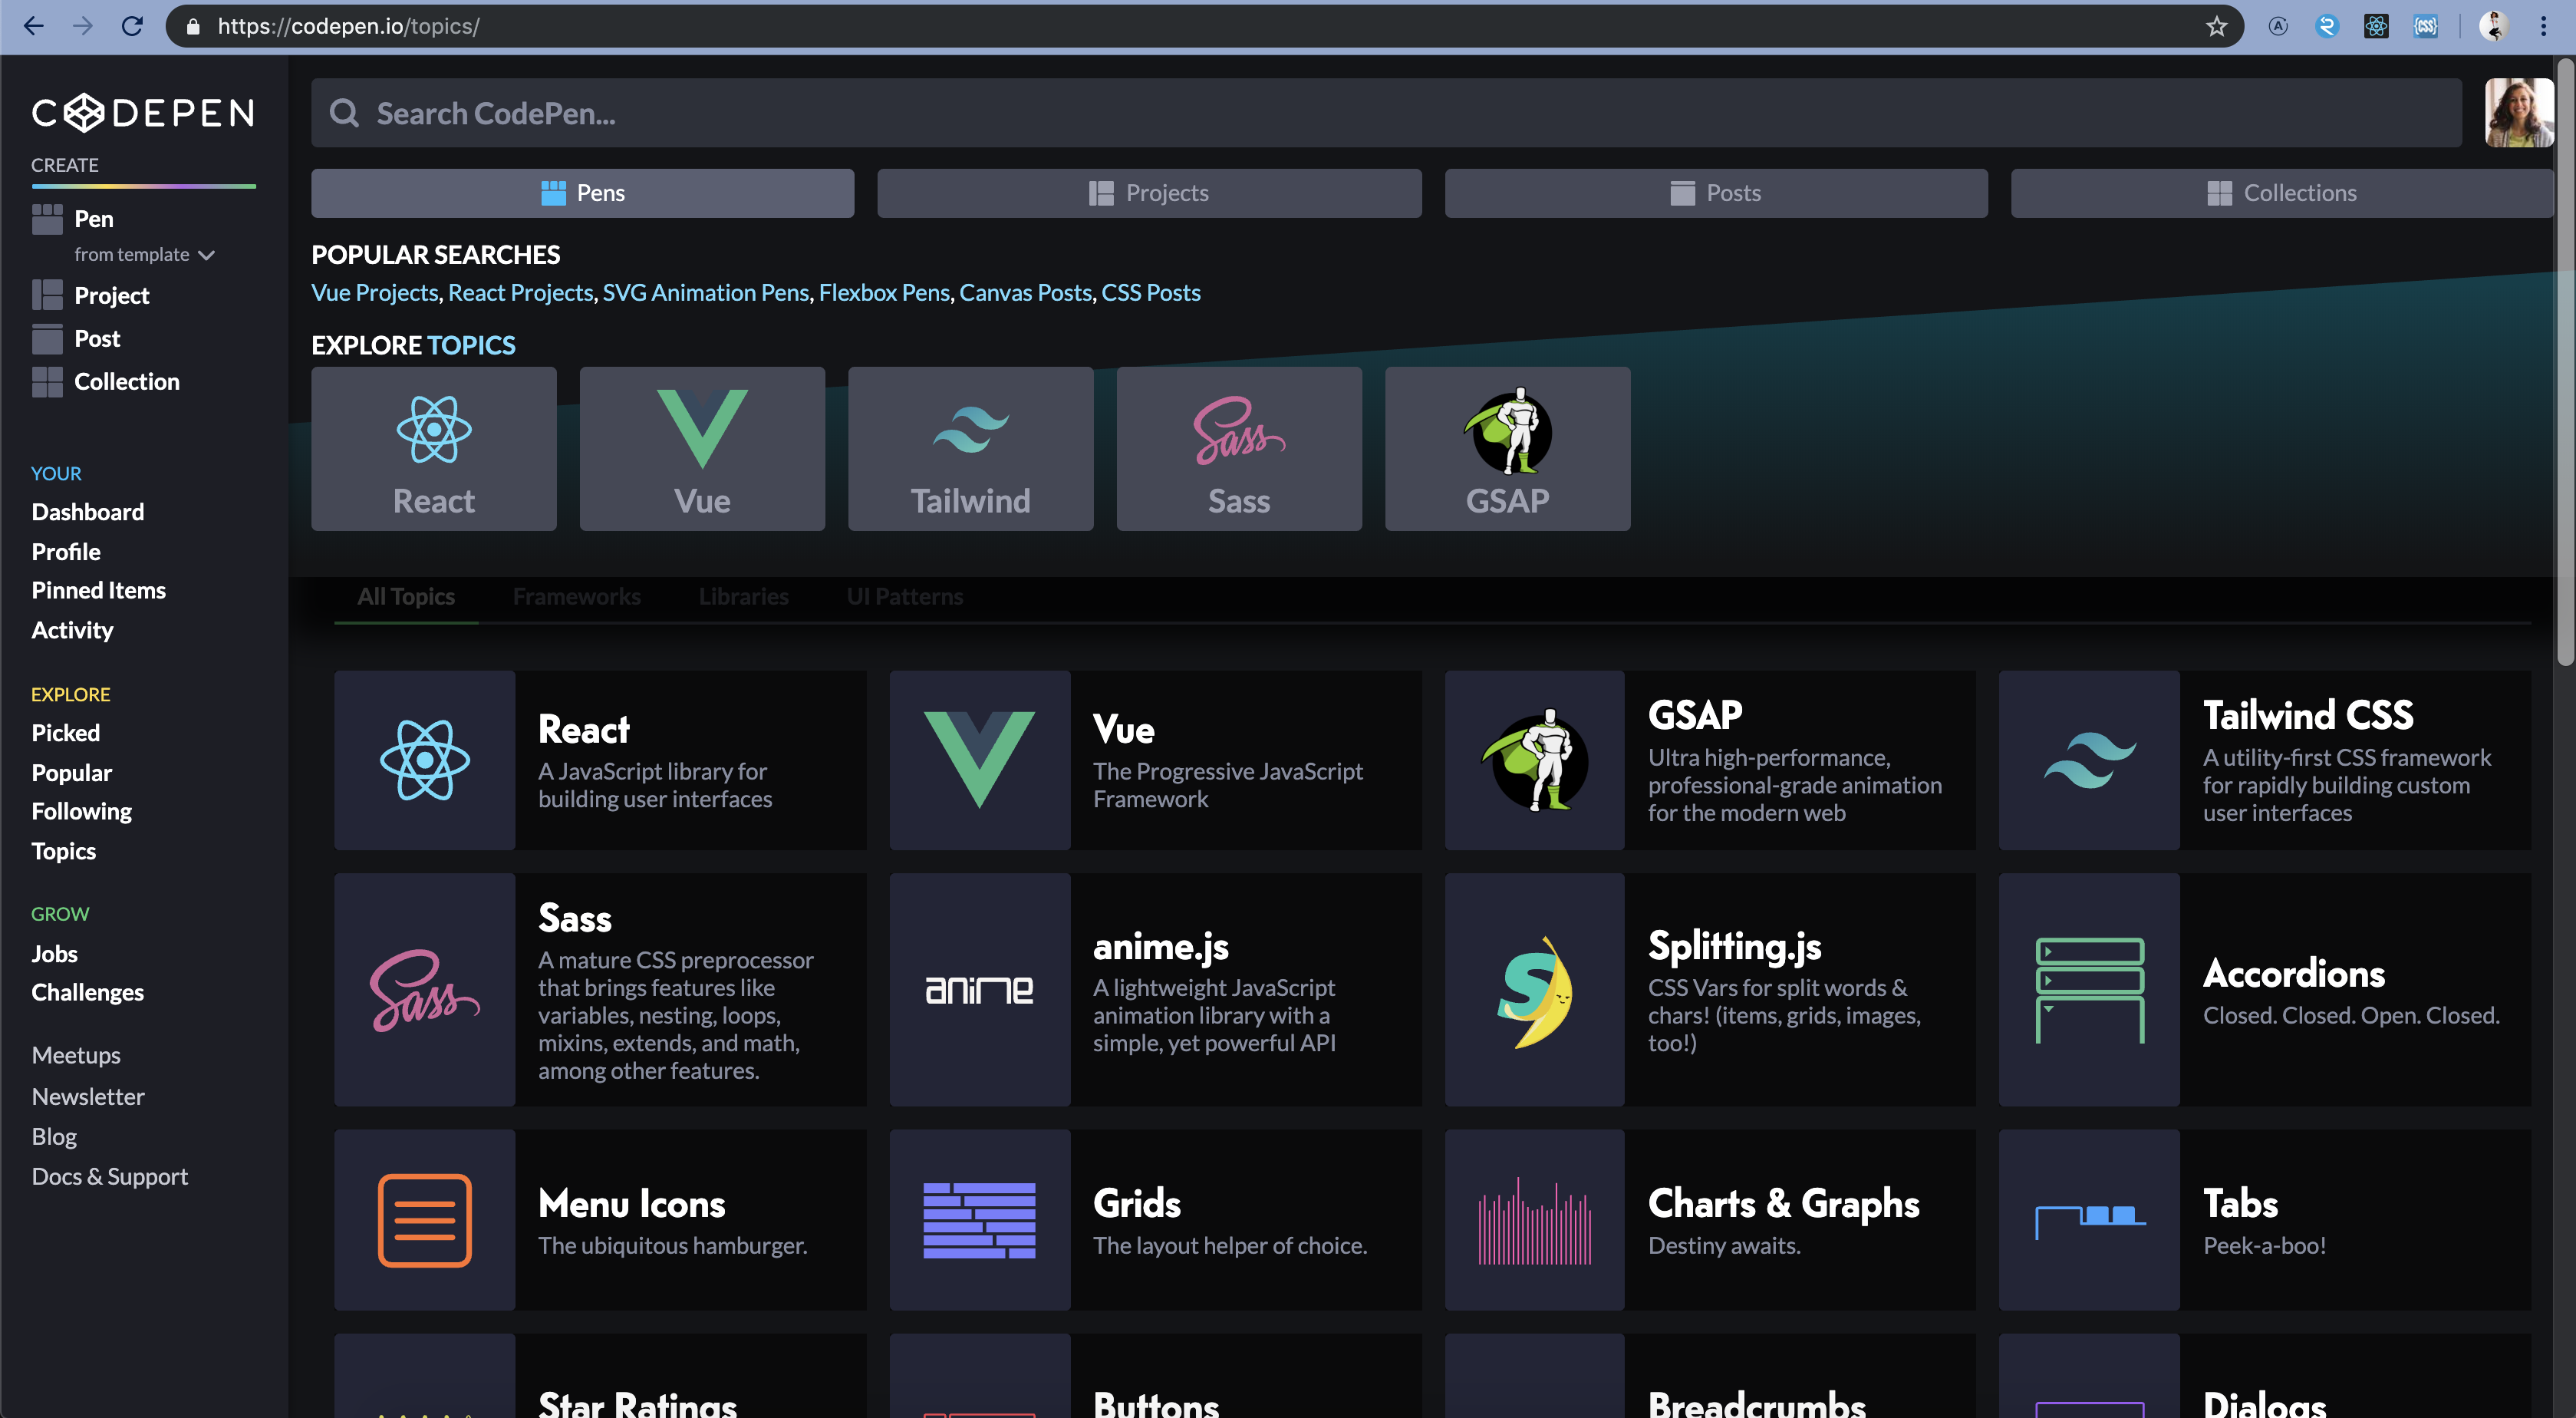 https://codepen.io/topics/
CODEPEN
CREATE
Pen
from template
Project
Post
Collection
YOUR
Dashboard
Profile
Pinned Items
Activity
EXPLORE
Picked
Popular
Following
Topics
GROW
Jobs
Challenges
Meetups
Newsletter
Blog
Docs & Support
Search CodePen...
Pens
Projects
Posts
Collections
POPULAR SEARCHES
Vue Projects, React Projects, SVG Animation Pens, Flexbox Pens, Canvas Posts, CSS Posts
EXPLORE TOPICS
React
Vue
Tailwind
Sass
Sass
GSAP
All Topics
Frameworks
Libraries
UI Patterns
React
A JavaScript library for
building user interfaces
Vue
The Progressive JavaScript
Framework
GSAP
Ultra high-performance,
professional-grade animation
for the modern web
Tailwind CSS
A utility-first CSS framework
for rapidly building custom
user interfaces
Sass
Sass
A mature CSS preprocessor
that brings features like
variables, nesting, loops,
mixins, extends, and math,
among other features.
anime
anime.js
A lightweight JavaScript
animation library with a
simple, yet powerful API
Splitting.js
CSS Vars for split words &
chars! (items, grids, images,
too!)
Accordions
Closed. Closed. Open. Closed.
Menu Icons
The ubiquitous hamburger.
Grids
The layout helper of choice.
Charts & Graphs
Destiny awaits.
Tabs
Peek-a-boo!
Star Ratings
Buttons
Breadcrumbs
Dialogs